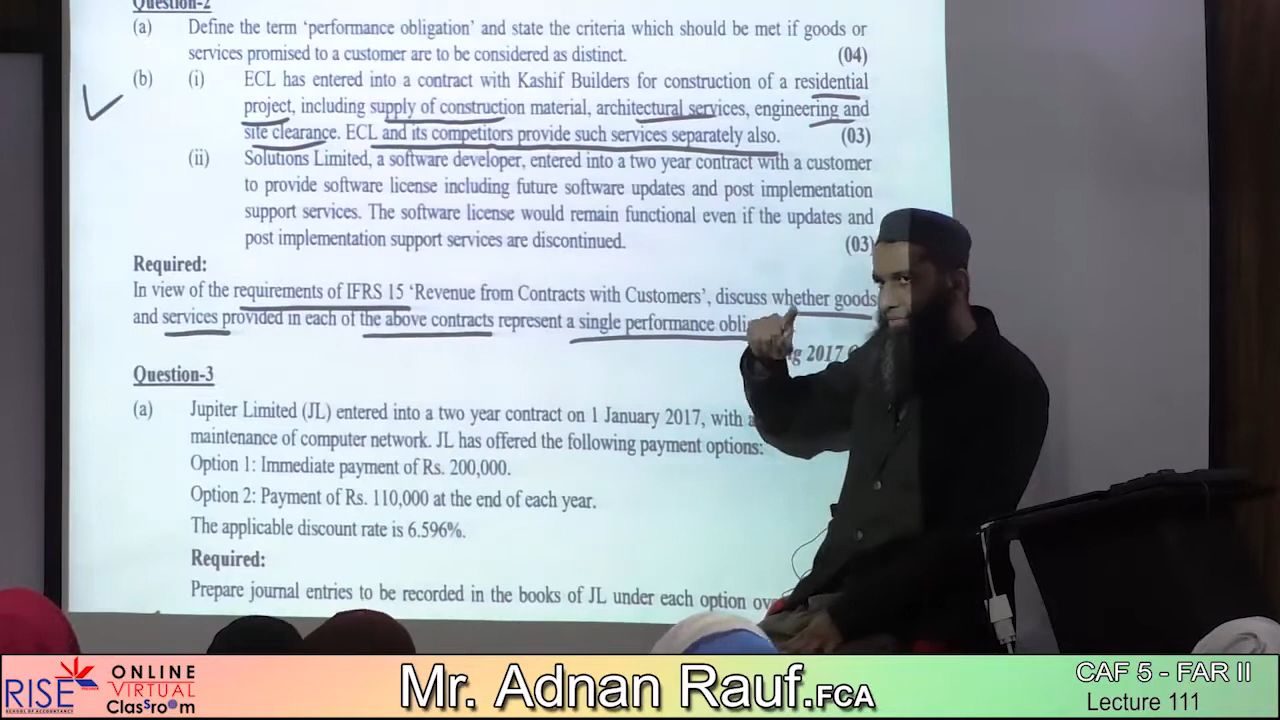 Question-2
(a) Define the term ‘performance obligation’ and state the criteria which should be met if goods or
services promised to a customer are to be considered as distinct. (04)
(b) (i) ECL has entered into a contract with Kashif Builders for construction of a residential
project, including supply of construction material, architectural services, engineering and
site clearance. ECL and its competitors provide such services separately also. (03)
(ii) Solutions Limited, a software developer, entered into a two year contract with a customer
to provide software license including future software updates and post implementation
support services. The software license would remain functional even if the updates and
post implementation support services are discontinued. (03)
Required:
In view of the requirements of IFRS 15 ‘Revenue from Contracts with Customers’, discuss whether goods
and services provided in each of the above contracts represent a single performance
2017
Question-3
(a) Jupiter Limited (JL) entered into a two year contract on 1 January 2017, with
maintenance of computer network. JL has offered the following payment options:
Option 1: Immediate payment of Rs. 200,000.
Option 2: Payment of Rs. 110,000 at the end of each year.
The applicable discount rate is 6.596%.
Required:
Prepare journal entries to be recorded in the books of JL under each option
RISE
SCHOOL OF ACCOUNTANCY
ONLINE
VIRTUAL
ClasSro@m
Mr. Adnan Rauf.FCA
CAF 5 - FAR II
Lecture 111